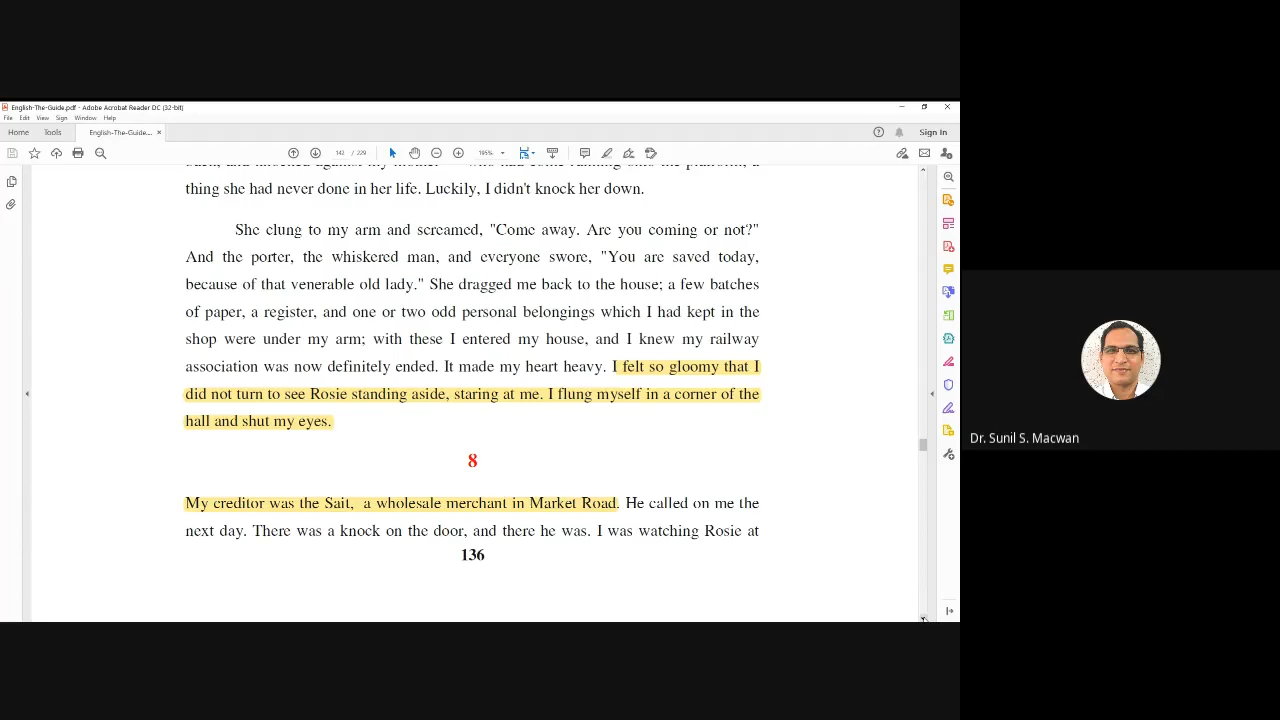 English-The-Guide.pdf - Adobe Acrobat Reader DC (32-bit)
File Edit View Sign Window Help
Home Tools English-The-Guide.... × Sign In
142 / 229 195%
thing she had never done in her life. Luckily, I didn't knock her down.
She clung to my arm and screamed, "Come away. Are you coming or not?"
And the porter, the whiskered man, and everyone swore, "You are saved today,
because of that venerable old lady." She dragged me back to the house; a few batches
of paper, a register, and one or two odd personal belongings which I had kept in the
shop were under my arm; with these I entered my house, and I knew my railway
association was now definitely ended. It made my heart heavy. I felt so gloomy that I
did not turn to see Rosie standing aside, staring at me. I flung myself in a corner of the
hall and shut my eyes.
8
My creditor was the Sait, a wholesale merchant in Market Road. He called on me the
next day. There was a knock on the door, and there he was. I was watching Rosie at
136
Dr. Sunil S. Macwan